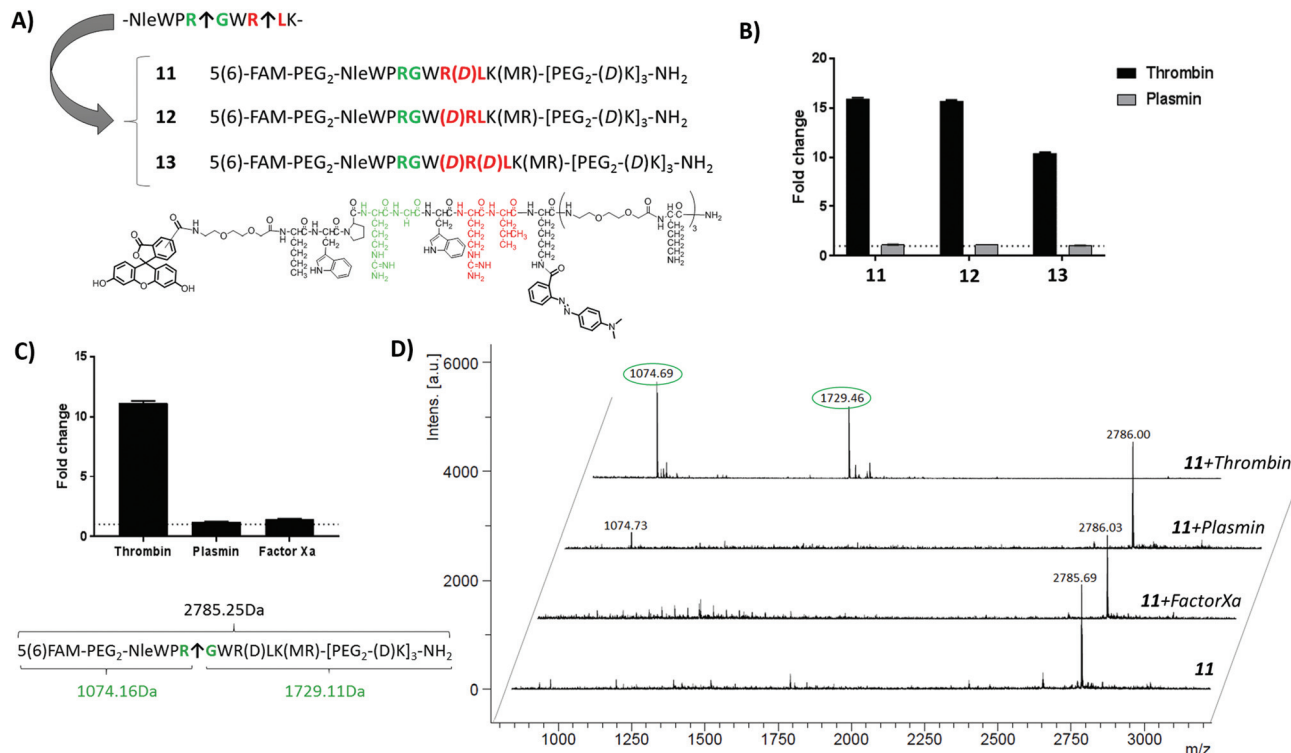 A)
-NleWPR↑GWR↑LK-
11 5(6)-FAM-PEG₂-NleWPRGWR(D)LK(MR)-[PEG₂-(D)K]₃-NH₂
12 5(6)-FAM-PEG₂-NleWPRGW(D)RLK(MR)-[PEG₂-(D)K]₃-NH₂
13 5(6)-FAM-PEG₂-NleWPRGW(D)R(D)LK(MR)-[PEG₂-(D)K]₃-NH₂
B)
Fold change
20
15
10
5
0
Thrombin
Plasmin
11 12 13
C)
Fold change
15
10
5
0
Thrombin Plasmin Factor Xa
2785.25Da
5(6)FAM-PEG₂-NleWPR↑GWR(D)LK(MR)-[PEG₂-(D)K]₃-NH₂
1074.16Da 1729.11Da
D)
Intens. [a.u.]
6000
4000
2000
0
1074.69
1729.46
11+Thrombin
2786.00
1074.73
11+Plasmin
2786.03
11+FactorXa
2785.69
11
1000 1250 1500 1750 2000 2250 2500 2750 3000
m/z